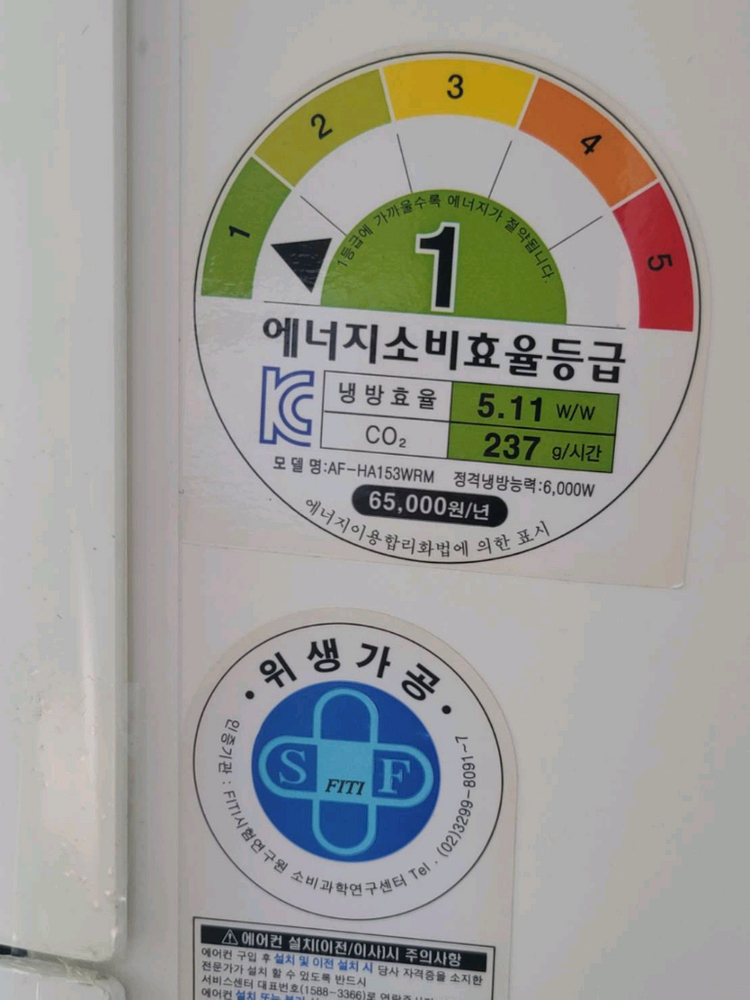 1
2
3
4
5
1등급에 가까울수록 에너지가 절약됩니다.
1
에너지소비효율등급
냉방효율 5.11 W/W
CO₂ 237 g/시간
모델명:AF-HA153WRM 정격냉방능력:6,000W
65,000원/년
에너지이용합리화법에 의한 표시
•위생가공•
S FITI F
인증기관 : FITI시험연구원 소비과학연구센터 Tel . (02)3299-8091~7
에어컨 설치(이전/이사)시 주의사항
에어컨 구입 후 설치 및 이전 설치 시 당사 자격증을 소지한
전문가가 설치 할 수 있도록 반드시
서비스센터 대표번호(1588-3366)로
에어컨 설치 또는